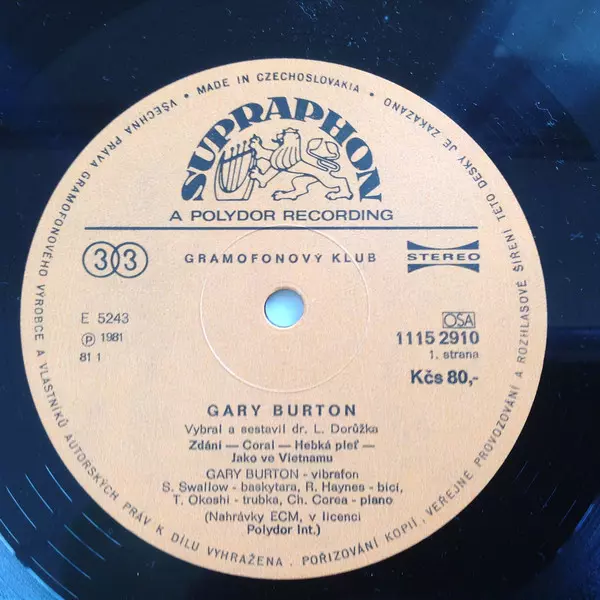 VŠECHNA PRÁVA GRAMOFONOVÉHO VÝROBCE A VLASTNÍKŮ AUTORSKÝCH PRÁV K DÍLU VYHRAŽENA. POŘIZOVÁNÍ KOPIÍ, VEŘEJNÉ PROVOZOVÁNÍ A ROZHLASOVÉ ŠÍŘENÍ TÉTO DESKY JE ZAKÁZÁNO
• MADE IN CZECHOSLOVAKIA •
SUPRAPHON
A POLYDOR RECORDING
33
GRAMOFONOVÝ KLUB
STEREO
E 5243
Ⓟ 1981
81 1
OSA
1115 2910
1. strana
Kčs 80,-
GARY BURTON
Vybral a sestavil dr. L. Dorůžka
Zdání — Coral — Hebká pleť —
Jako ve Vietnamu
GARY BURTON - vibrafon
S. Swallow - baskytara, R. Haynes - bicí,
T. Okoshi - trubka, Ch. Corea - piano
(Nahrávky ECM, v licenci
Polydor Int.)